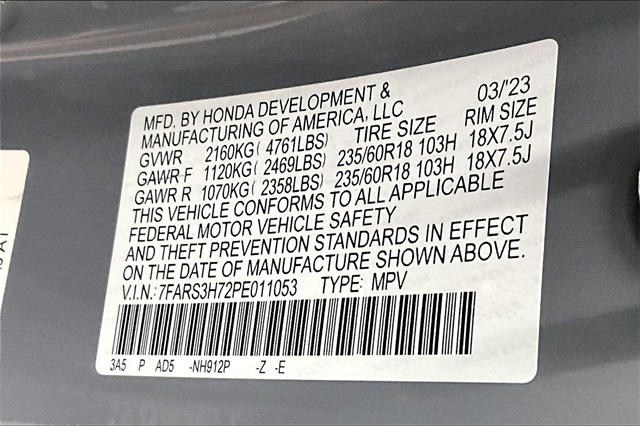 MFD. BY HONDA DEVELOPMENT &
MANUFACTURING OF AMERICA, LLC 03/'23
GVWR 2160KG( 4761LBS) TIRE SIZE RIM SIZE
GAWR F 1120KG( 2469LBS) 235/60R18 103H 18X7.5J
GAWR R 1070KG( 2358LBS) 235/60R18 103H 18X7.5J
THIS VEHICLE CONFORMS TO ALL APPLICABLE
FEDERAL MOTOR VEHICLE SAFETY
AND THEFT PREVENTION STANDARDS IN EFFECT
ON THE DATE OF MANUFACTURE SHOWN ABOVE.
V.I.N.: 7FARS3H72PE011053 TYPE: MPV
3A5 P AD5 -NH912P -Z -E